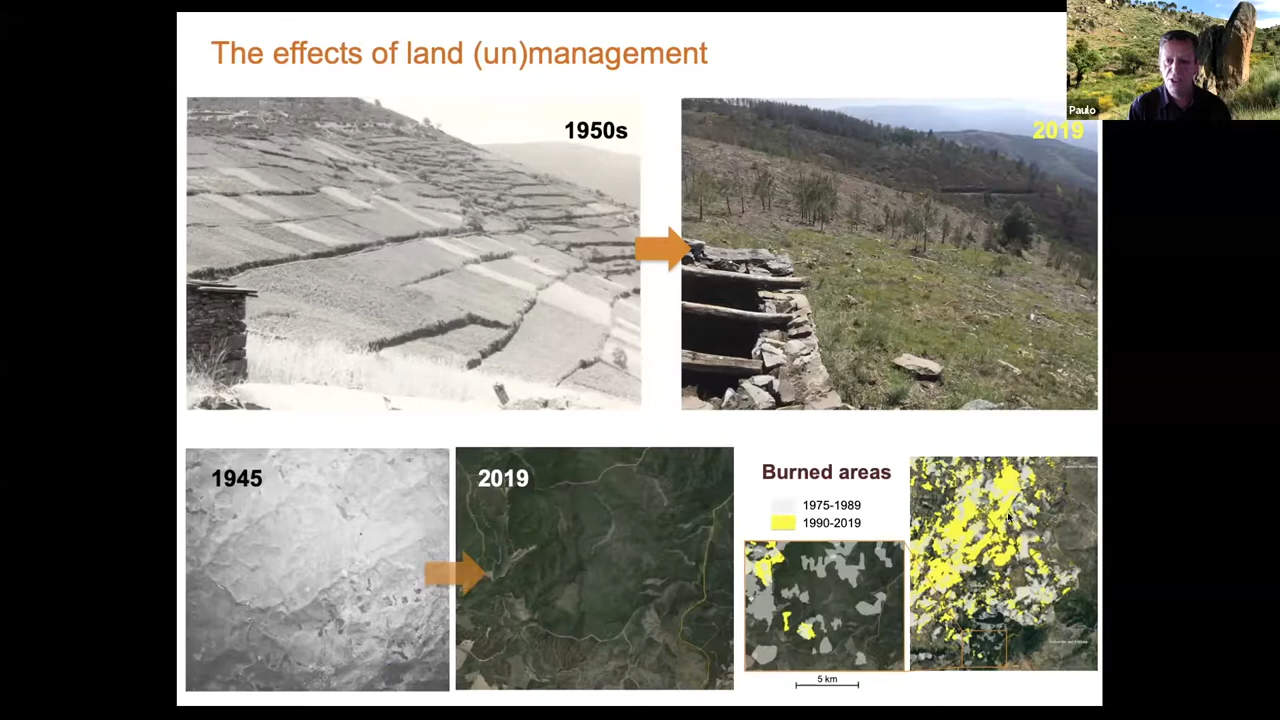 The effects of land (un)management
Paulo
1950s
2019
1945
2019
Burned areas
1975-1989
1990-2019
5 km